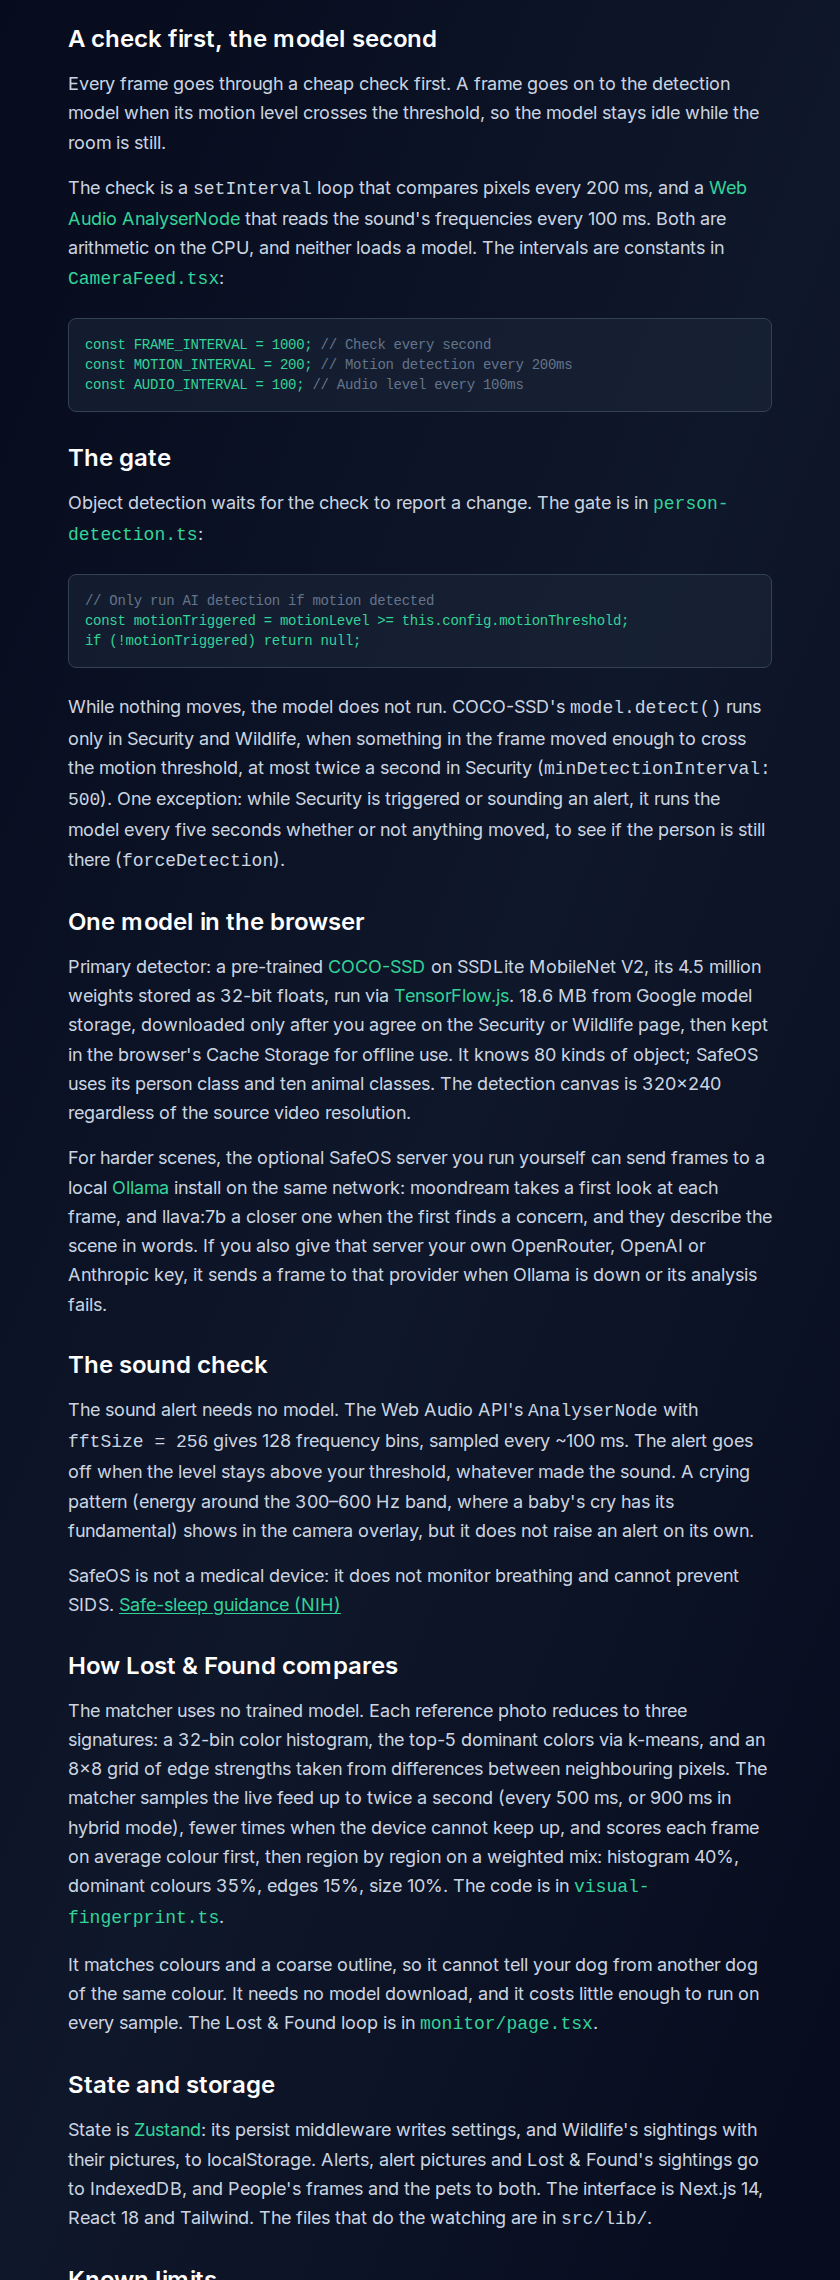 A check first, the model second
Every frame goes through a cheap check first. A frame goes on to the detection
model when its motion level crosses the threshold, so the model stays idle while the
room is still.
The check is a setInterval loop that compares pixels every 200 ms, and a Web
Audio AnalyserNode that reads the sound's frequencies every 100 ms. Both are
arithmetic on the CPU, and neither loads a model. The intervals are constants in
CameraFeed.tsx:
const FRAME_INTERVAL = 1000; // Check every second
const MOTION_INTERVAL = 200; // Motion detection every 200ms
const AUDIO_INTERVAL = 100; // Audio level every 100ms
The gate
Object detection waits for the check to report a change. The gate is in person-
detection.ts:
// Only run AI detection if motion detected
const motionTriggered = motionLevel >= this.config.motionThreshold;
if (!motionTriggered) return null;
While nothing moves, the model does not run. COCO-SSD's model.detect() runs
only in Security and Wildlife, when something in the frame moved enough to cross
the motion threshold, at most twice a second in Security (minDetectionInterval:
500). One exception: while Security is triggered or sounding an alert, it runs the
model every five seconds whether or not anything moved, to see if the person is still
there (forceDetection).
One model in the browser
Primary detector: a pre-trained COCO-SSD on SSDLite MobileNet V2, its 4.5 million
weights stored as 32-bit floats, run via TensorFlow.js. 18.6 MB from Google model
storage, downloaded only after you agree on the Security or Wildlife page, then kept
in the browser's Cache Storage for offline use. It knows 80 kinds of object; SafeOS
uses its person class and ten animal classes. The detection canvas is 320×240
regardless of the source video resolution.
For harder scenes, the optional SafeOS server you run yourself can send frames to a
local Ollama install on the same network: moondream takes a first look at each
frame, and llava:7b a closer one when the first finds a concern, and they describe the
scene in words. If you also give that server your own OpenRouter, OpenAI or
Anthropic key, it sends a frame to that provider when Ollama is down or its analysis
fails.
The sound check
The sound alert needs no model. The Web Audio API's AnalyserNode with
fftSize = 256 gives 128 frequency bins, sampled every ~100 ms. The alert goes
off when the level stays above your threshold, whatever made the sound. A crying
pattern (energy around the 300–600 Hz band, where a baby's cry has its
fundamental) shows in the camera overlay, but it does not raise an alert on its own.
SafeOS is not a medical device: it does not monitor breathing and cannot prevent
SIDS. Safe-sleep guidance (NIH)
How Lost & Found compares
The matcher uses no trained model. Each reference photo reduces to three
signatures: a 32-bin color histogram, the top-5 dominant colors via k-means, and an
8×8 grid of edge strengths taken from differences between neighbouring pixels. The
matcher samples the live feed up to twice a second (every 500 ms, or 900 ms in
hybrid mode), fewer times when the device cannot keep up, and scores each frame
on average colour first, then region by region on a weighted mix: histogram 40%,
dominant colours 35%, edges 15%, size 10%. The code is in visual-
fingerprint.ts.
It matches colours and a coarse outline, so it cannot tell your dog from another dog
of the same colour. It needs no model download, and it costs little enough to run on
every sample. The Lost & Found loop is in monitor/page.tsx.
State and storage
State is Zustand: its persist middleware writes settings, and Wildlife's sightings with
their pictures, to localStorage. Alerts, alert pictures and Lost & Found's sightings go
to IndexedDB, and People's frames and the pets to both. The interface is Next.js 14,
React 18 and Tailwind. The files that do the watching are in src/lib/.
Known limits